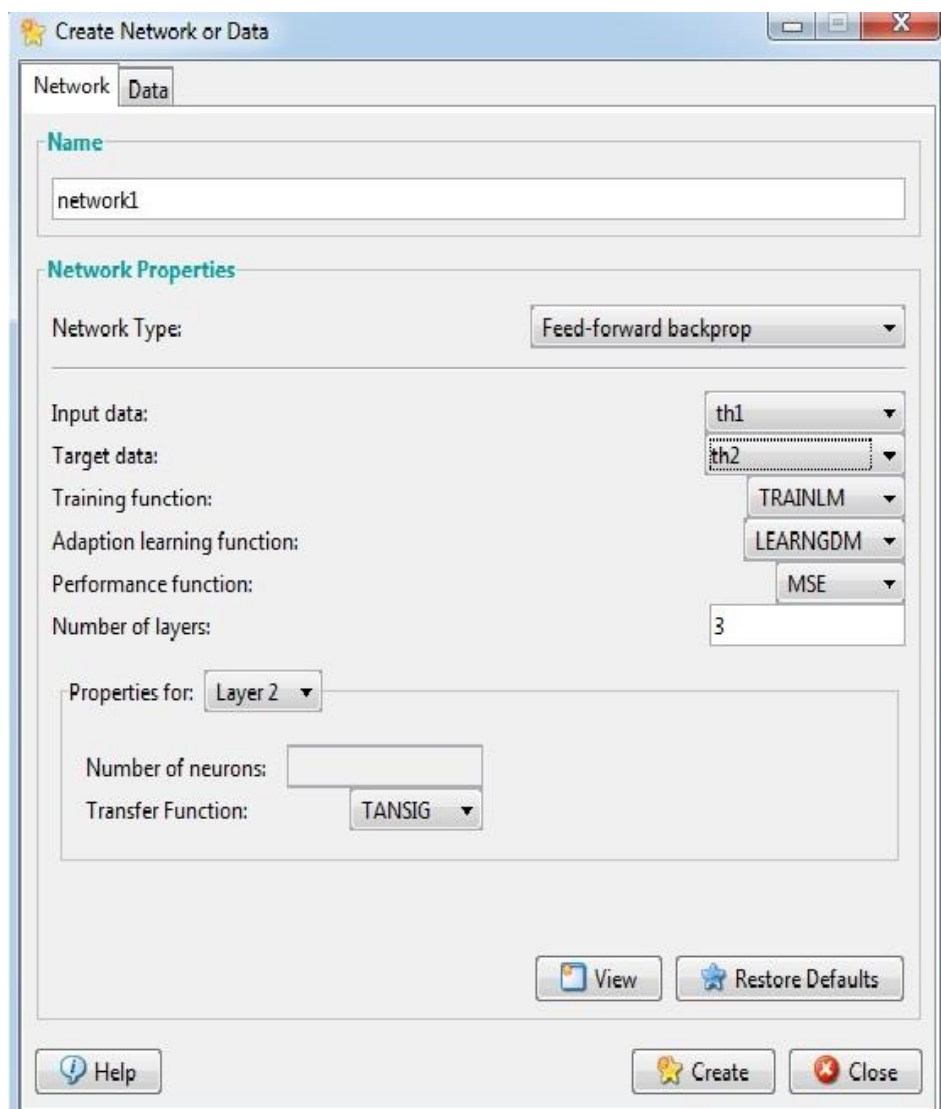 Create Network or Data
Network Data
Name
network1
Network Properties
Network Type: Feed-forward backprop
Input data: th1
Target data: th2
Training function: TRAINLM
Adaption learning function: LEARNGDM
Performance function: MSE
Number of layers: 3
Properties for: Layer 2
Number of neurons:
Transfer Function: TANSIG
View Restore Defaults
Help Create Close